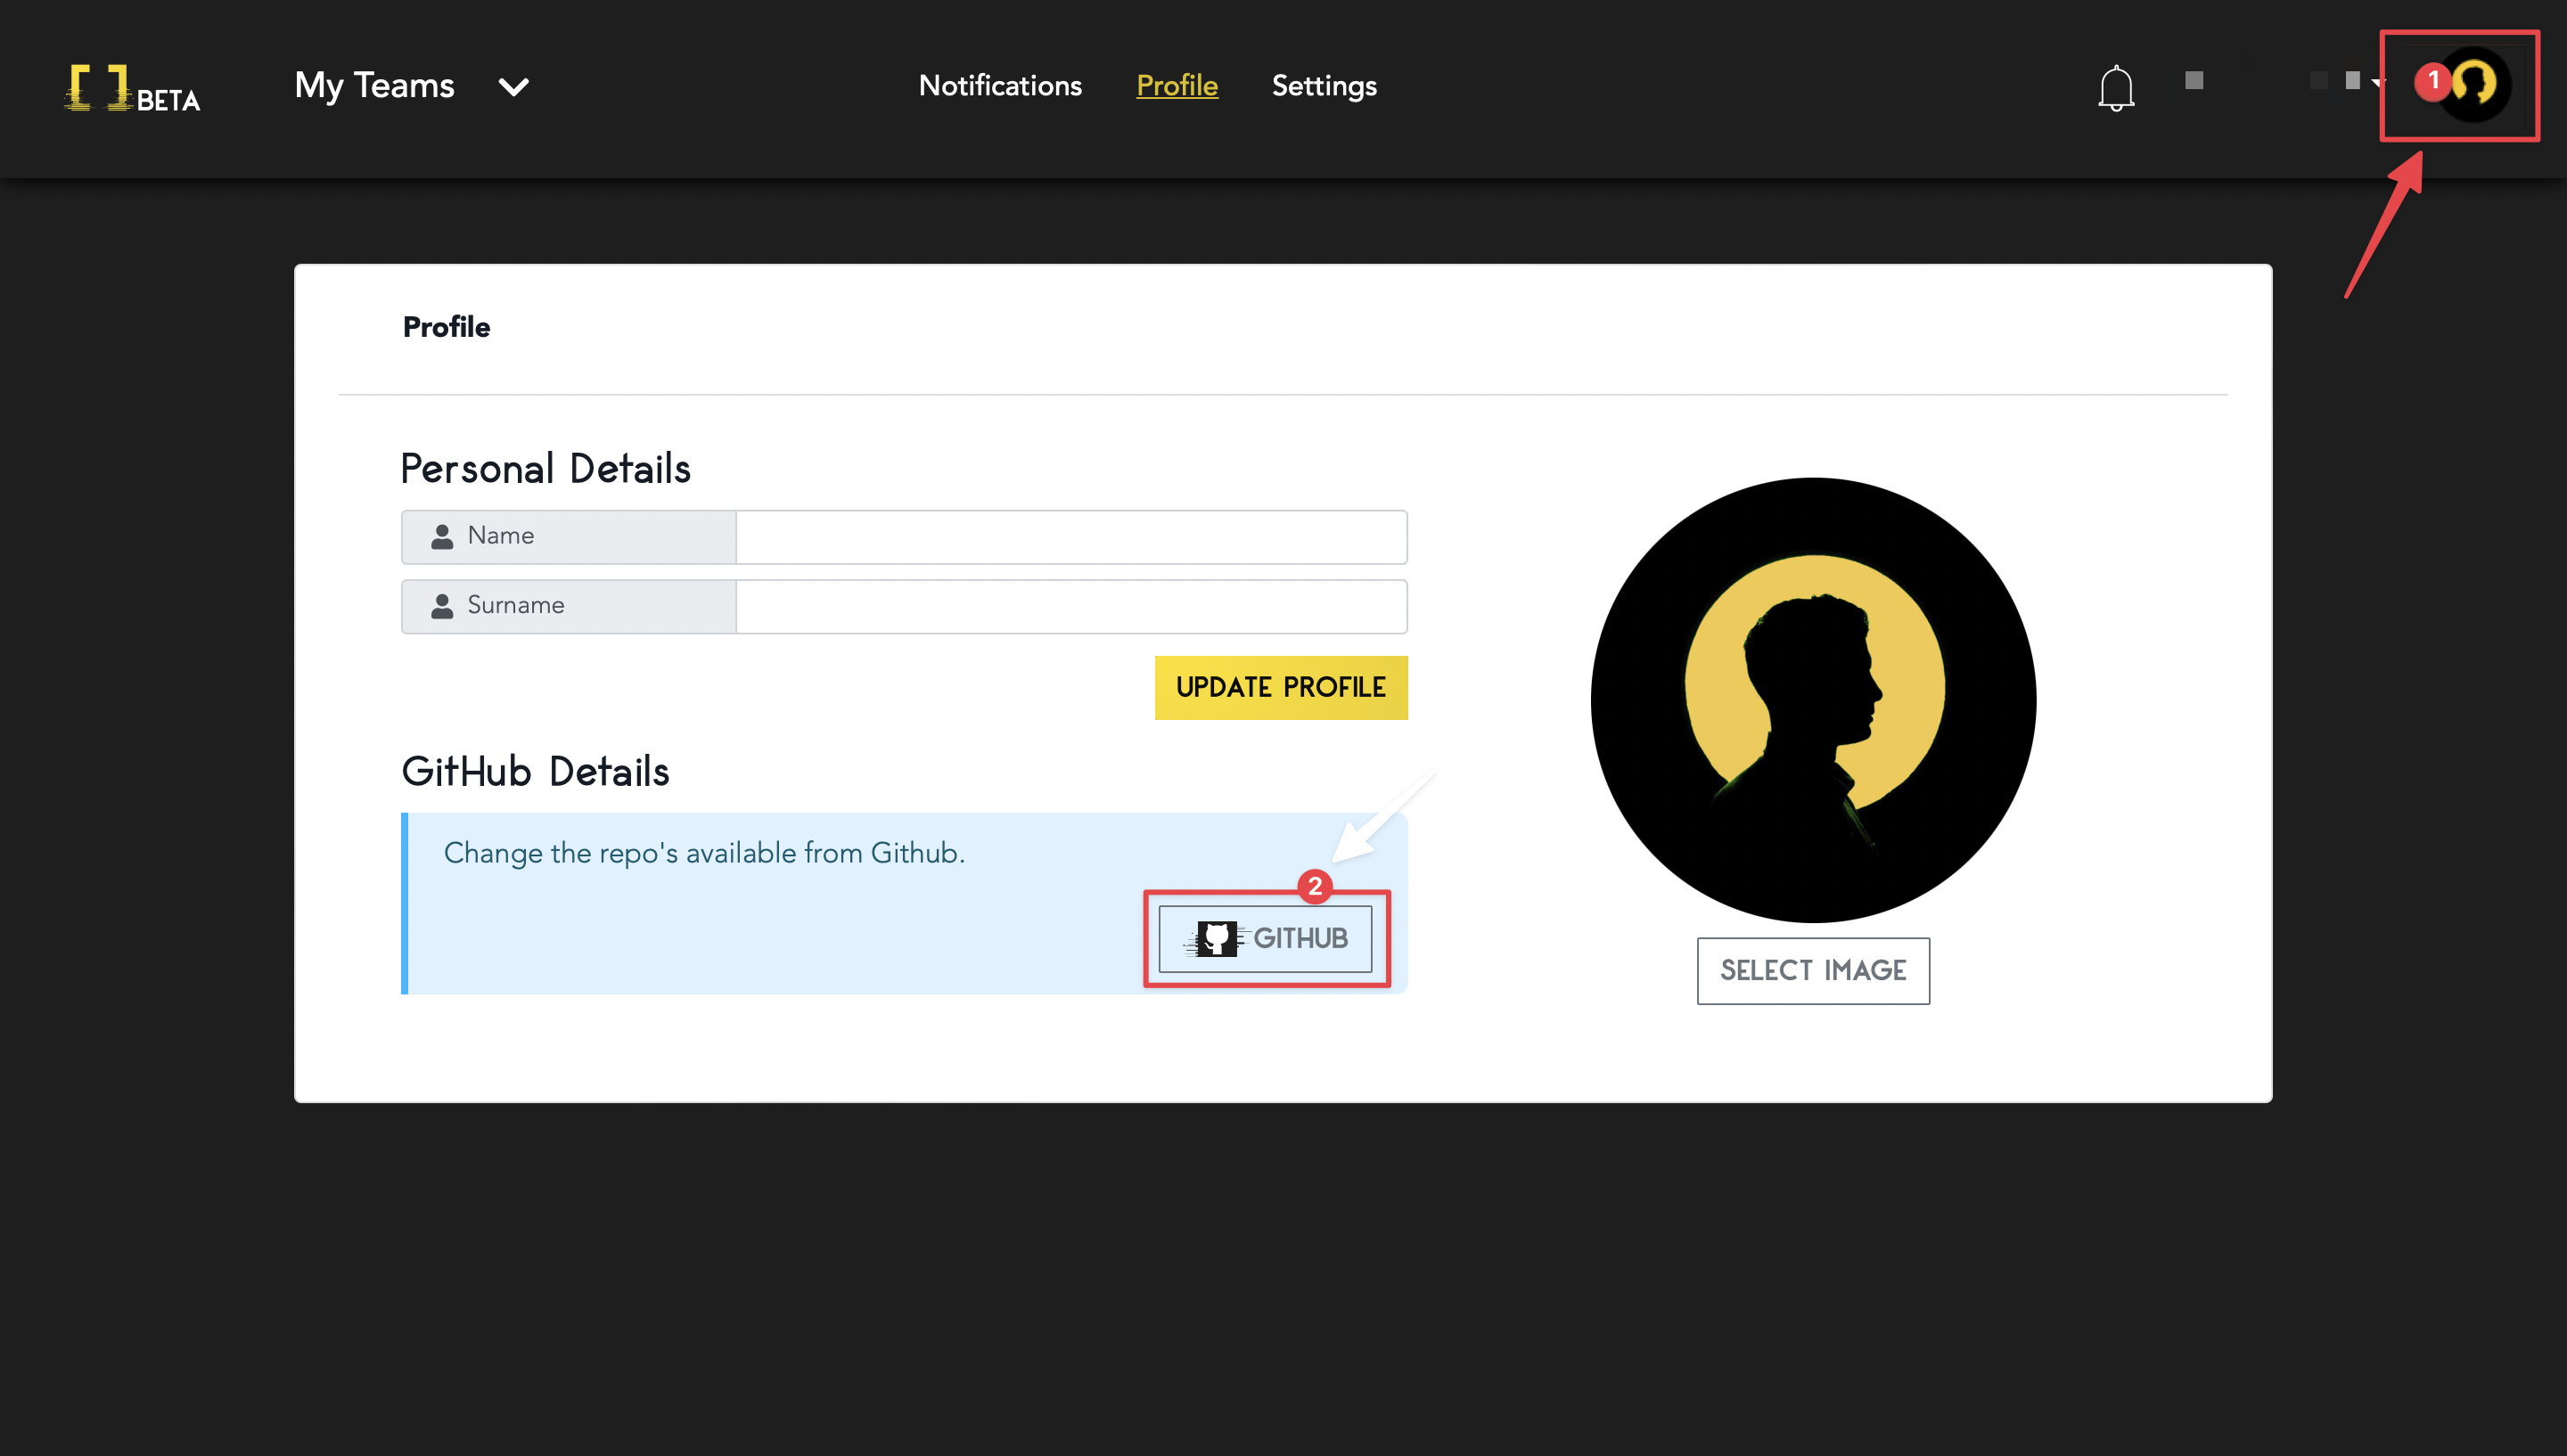 [ ] BETA
My Teams
Notifications
Profile
Settings
1
Profile
Personal Details
Name
Surname
UPDATE PROFILE
GitHub Details
Change the repo's available from Github.
2
GITHUB
SELECT IMAGE